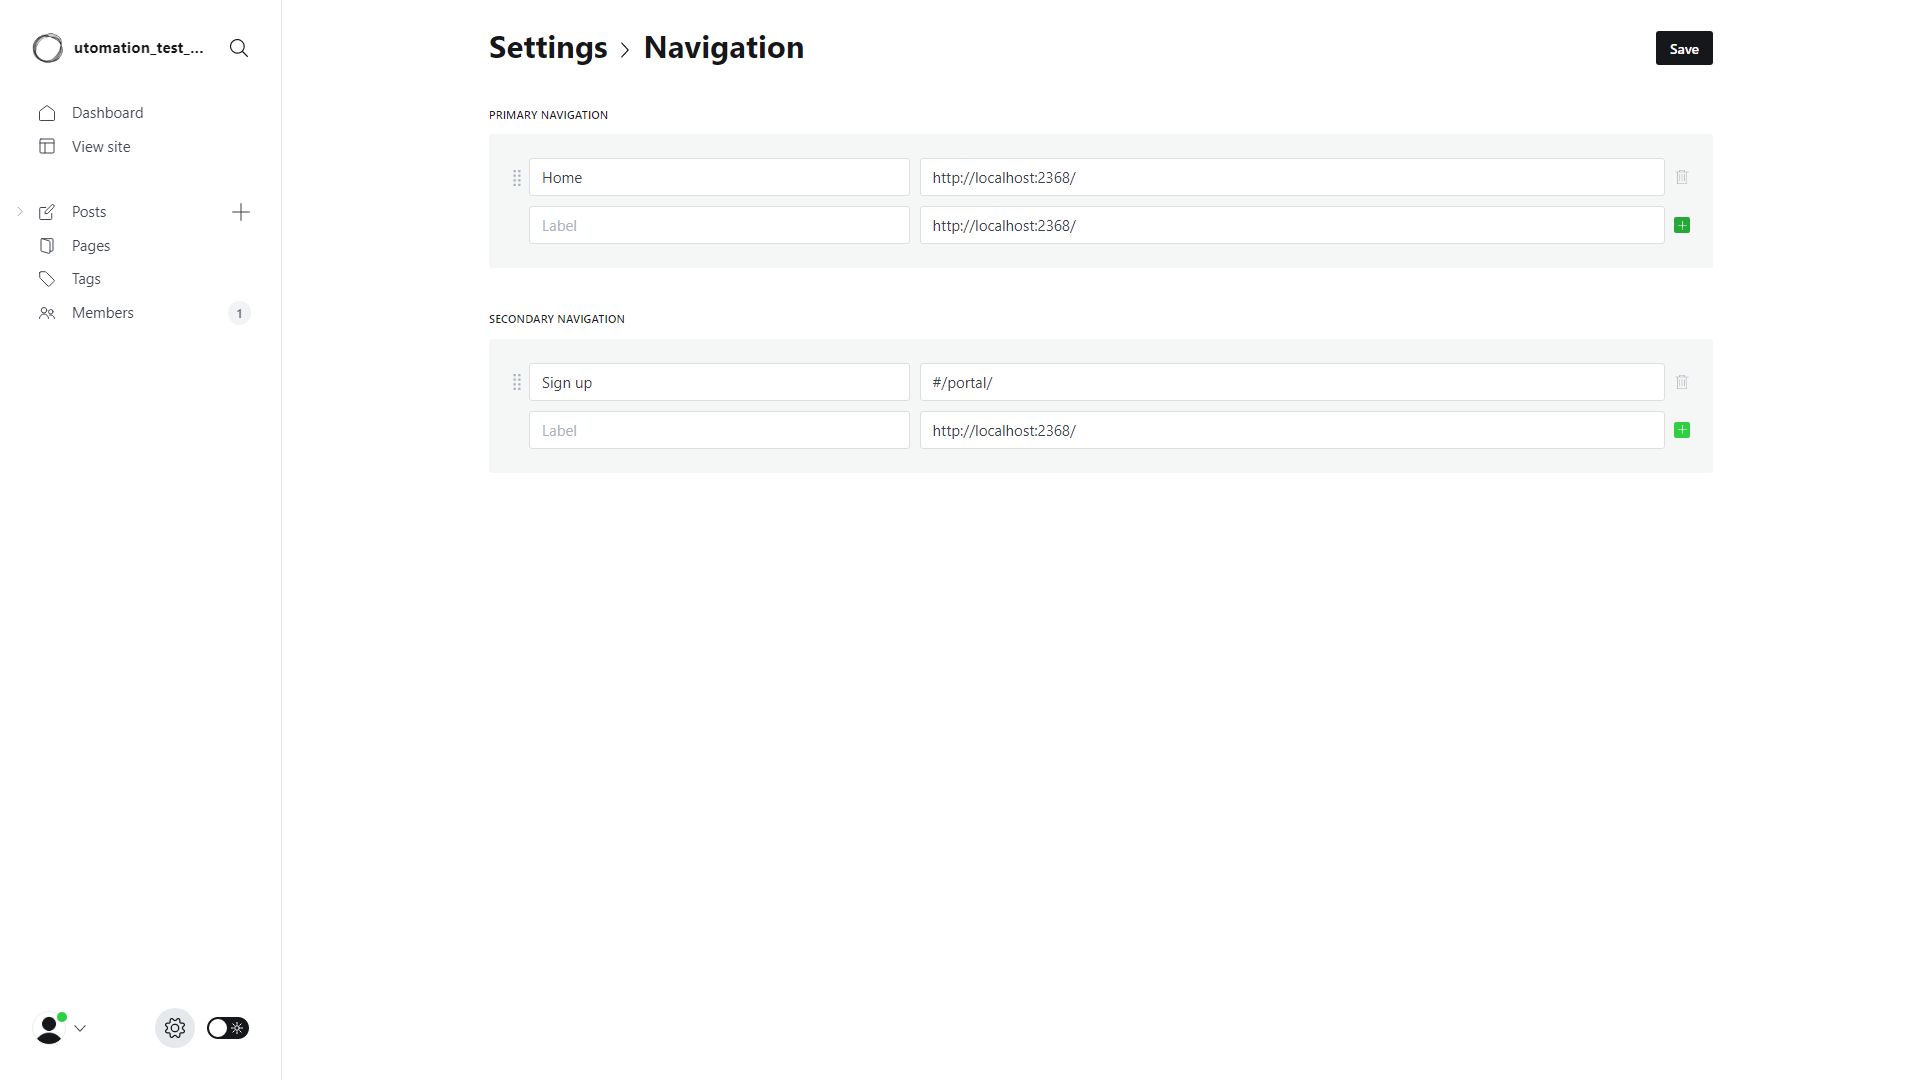 utomation_test_...
Dashboard
View site
Posts
Pages
Tags
Members 1
Settings › Navigation
Save
PRIMARY NAVIGATION
Home http://localhost:2368/
Label http://localhost:2368/
SECONDARY NAVIGATION
Sign up #/portal/
Label http://localhost:2368/